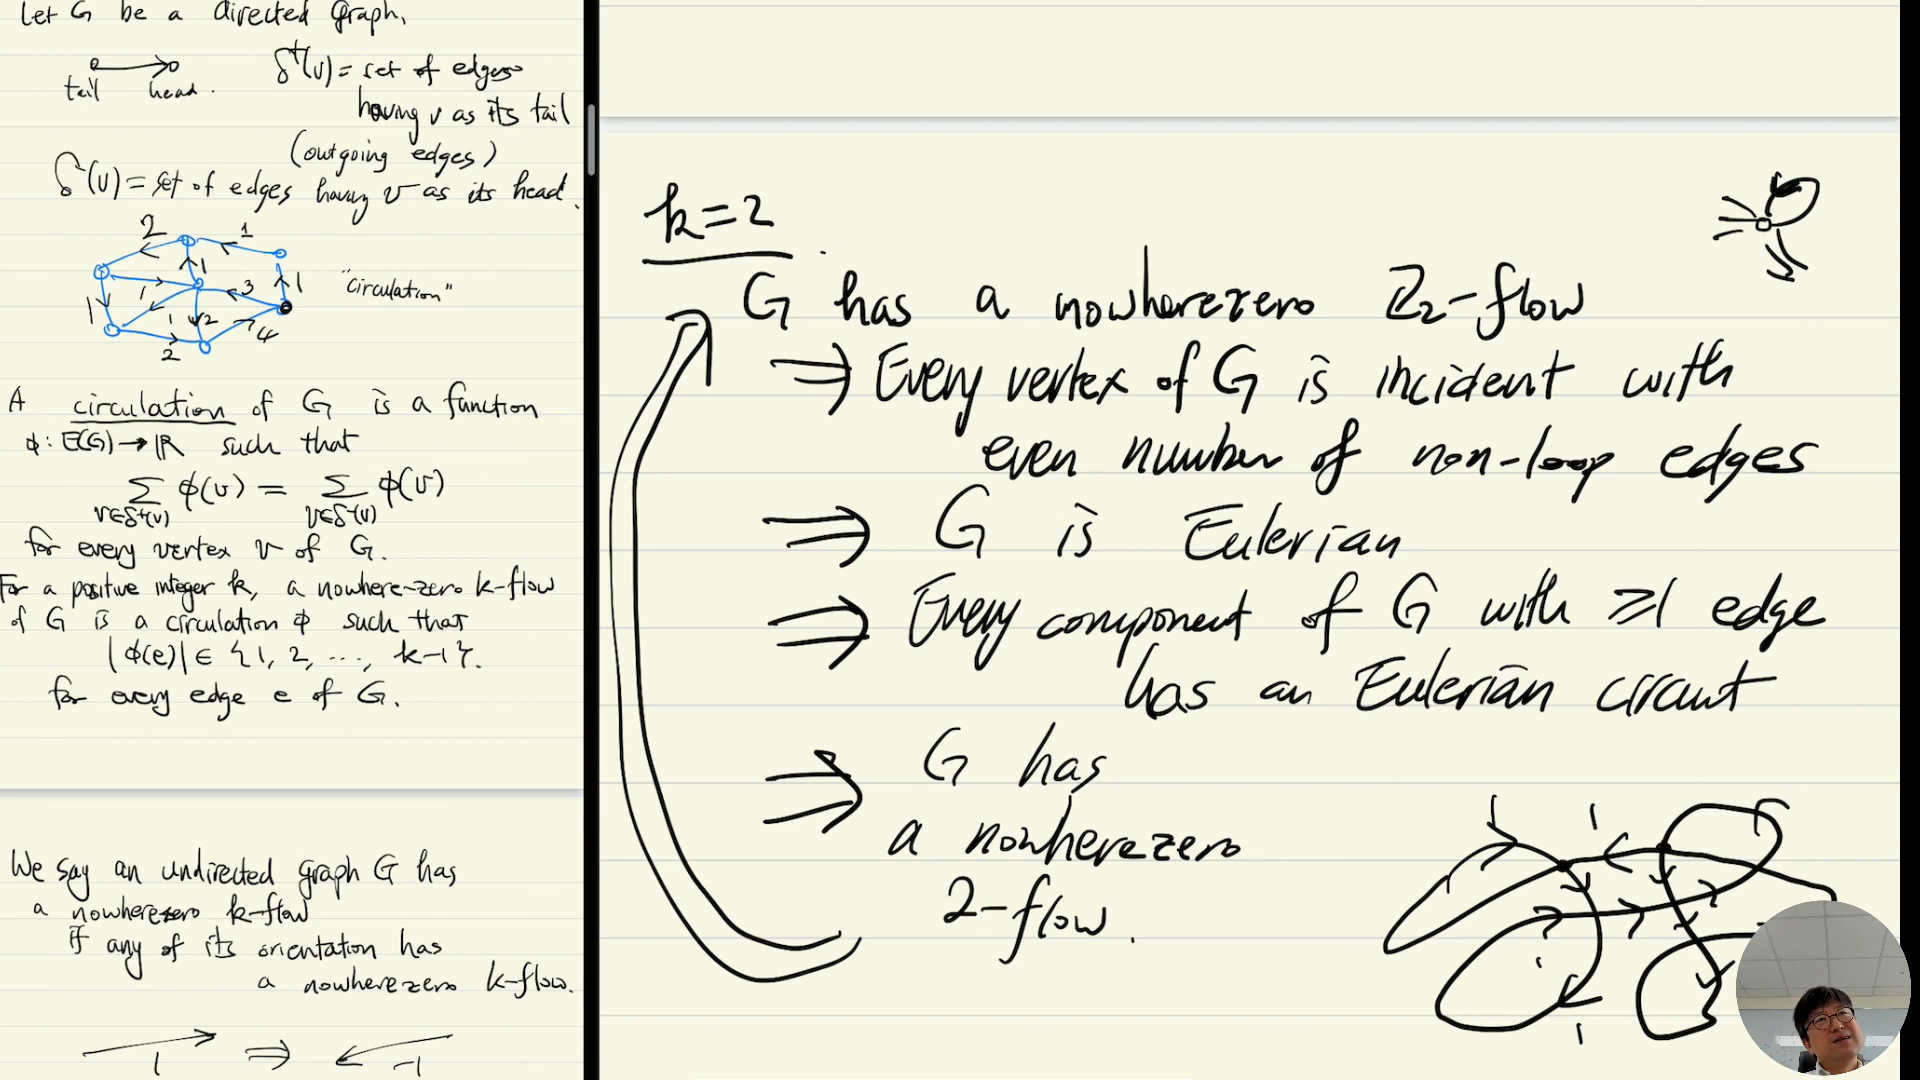 Let G be a directed graph,
tail head.
δ⁺(v) = set of edges
having v as its tail
(outgoing edges)
δ⁻(v) = set of edges having v as its head.
2 1
1 1 3 1
1 1 2 4
2
"circulation"
A circulation of G is a function
ϕ: E(G) → ℝ such that
∑ ϕ(v) = ∑ ϕ(v)
v∈δ⁺(v) v∈δ⁻(v)
for every vertex v of G.
For a positive integer k, a nowhere-zero k-flow
of G is a circulation ϕ such that
|ϕ(e)| ∈ {1, 2, ..., k-1}.
for every edge e of G.
We say an undirected graph G has
a nowherezero k-flow
if any of its orientation has
a nowherezero k-flow.
1 ⇒ -1
k=2
G has a nowherezero Z₂-flow
⇒ Every vertex of G is incident with
even number of non-loop edges
⇒ G is Eulerian
⇒ Every component of G with ≥1 edge
has an Eulerian circuit
⇒ G has
a nowherezero
2-flow.
1
1